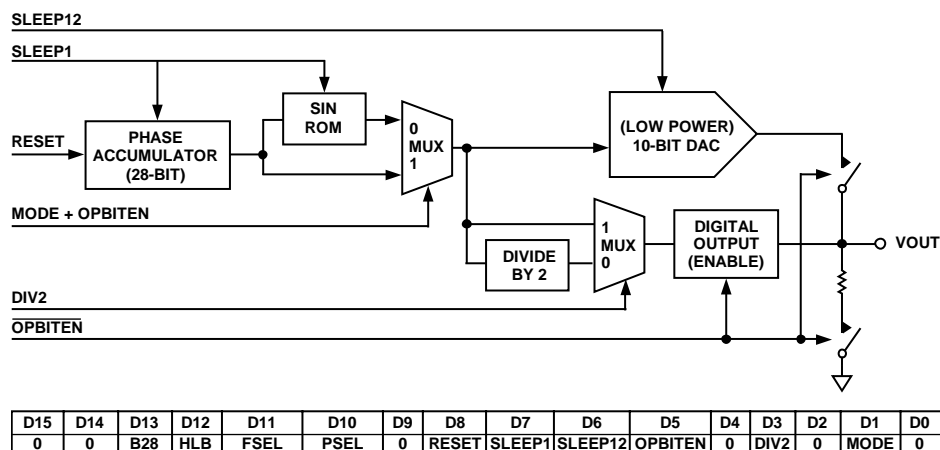 SLEEP12
SLEEP1
RESET
PHASE
ACCUMULATOR
(28-BIT)
SIN
ROM
0
MUX
1
(LOW POWER)
10-BIT DAC
MODE + OPBITEN
1
MUX
0
DIVIDE
BY 2
DIGITAL
OUTPUT
(ENABLE)
VOUT
DIV2
OPBITEN
D15 D14 D13 D12 D11 D10 D9 D8 D7 D6 D5 D4 D3 D2 D1 D0
0 0 B28 HLB FSEL PSEL 0 RESET SLEEP1 SLEEP12 OPBITEN 0 DIV2 0 MODE 0